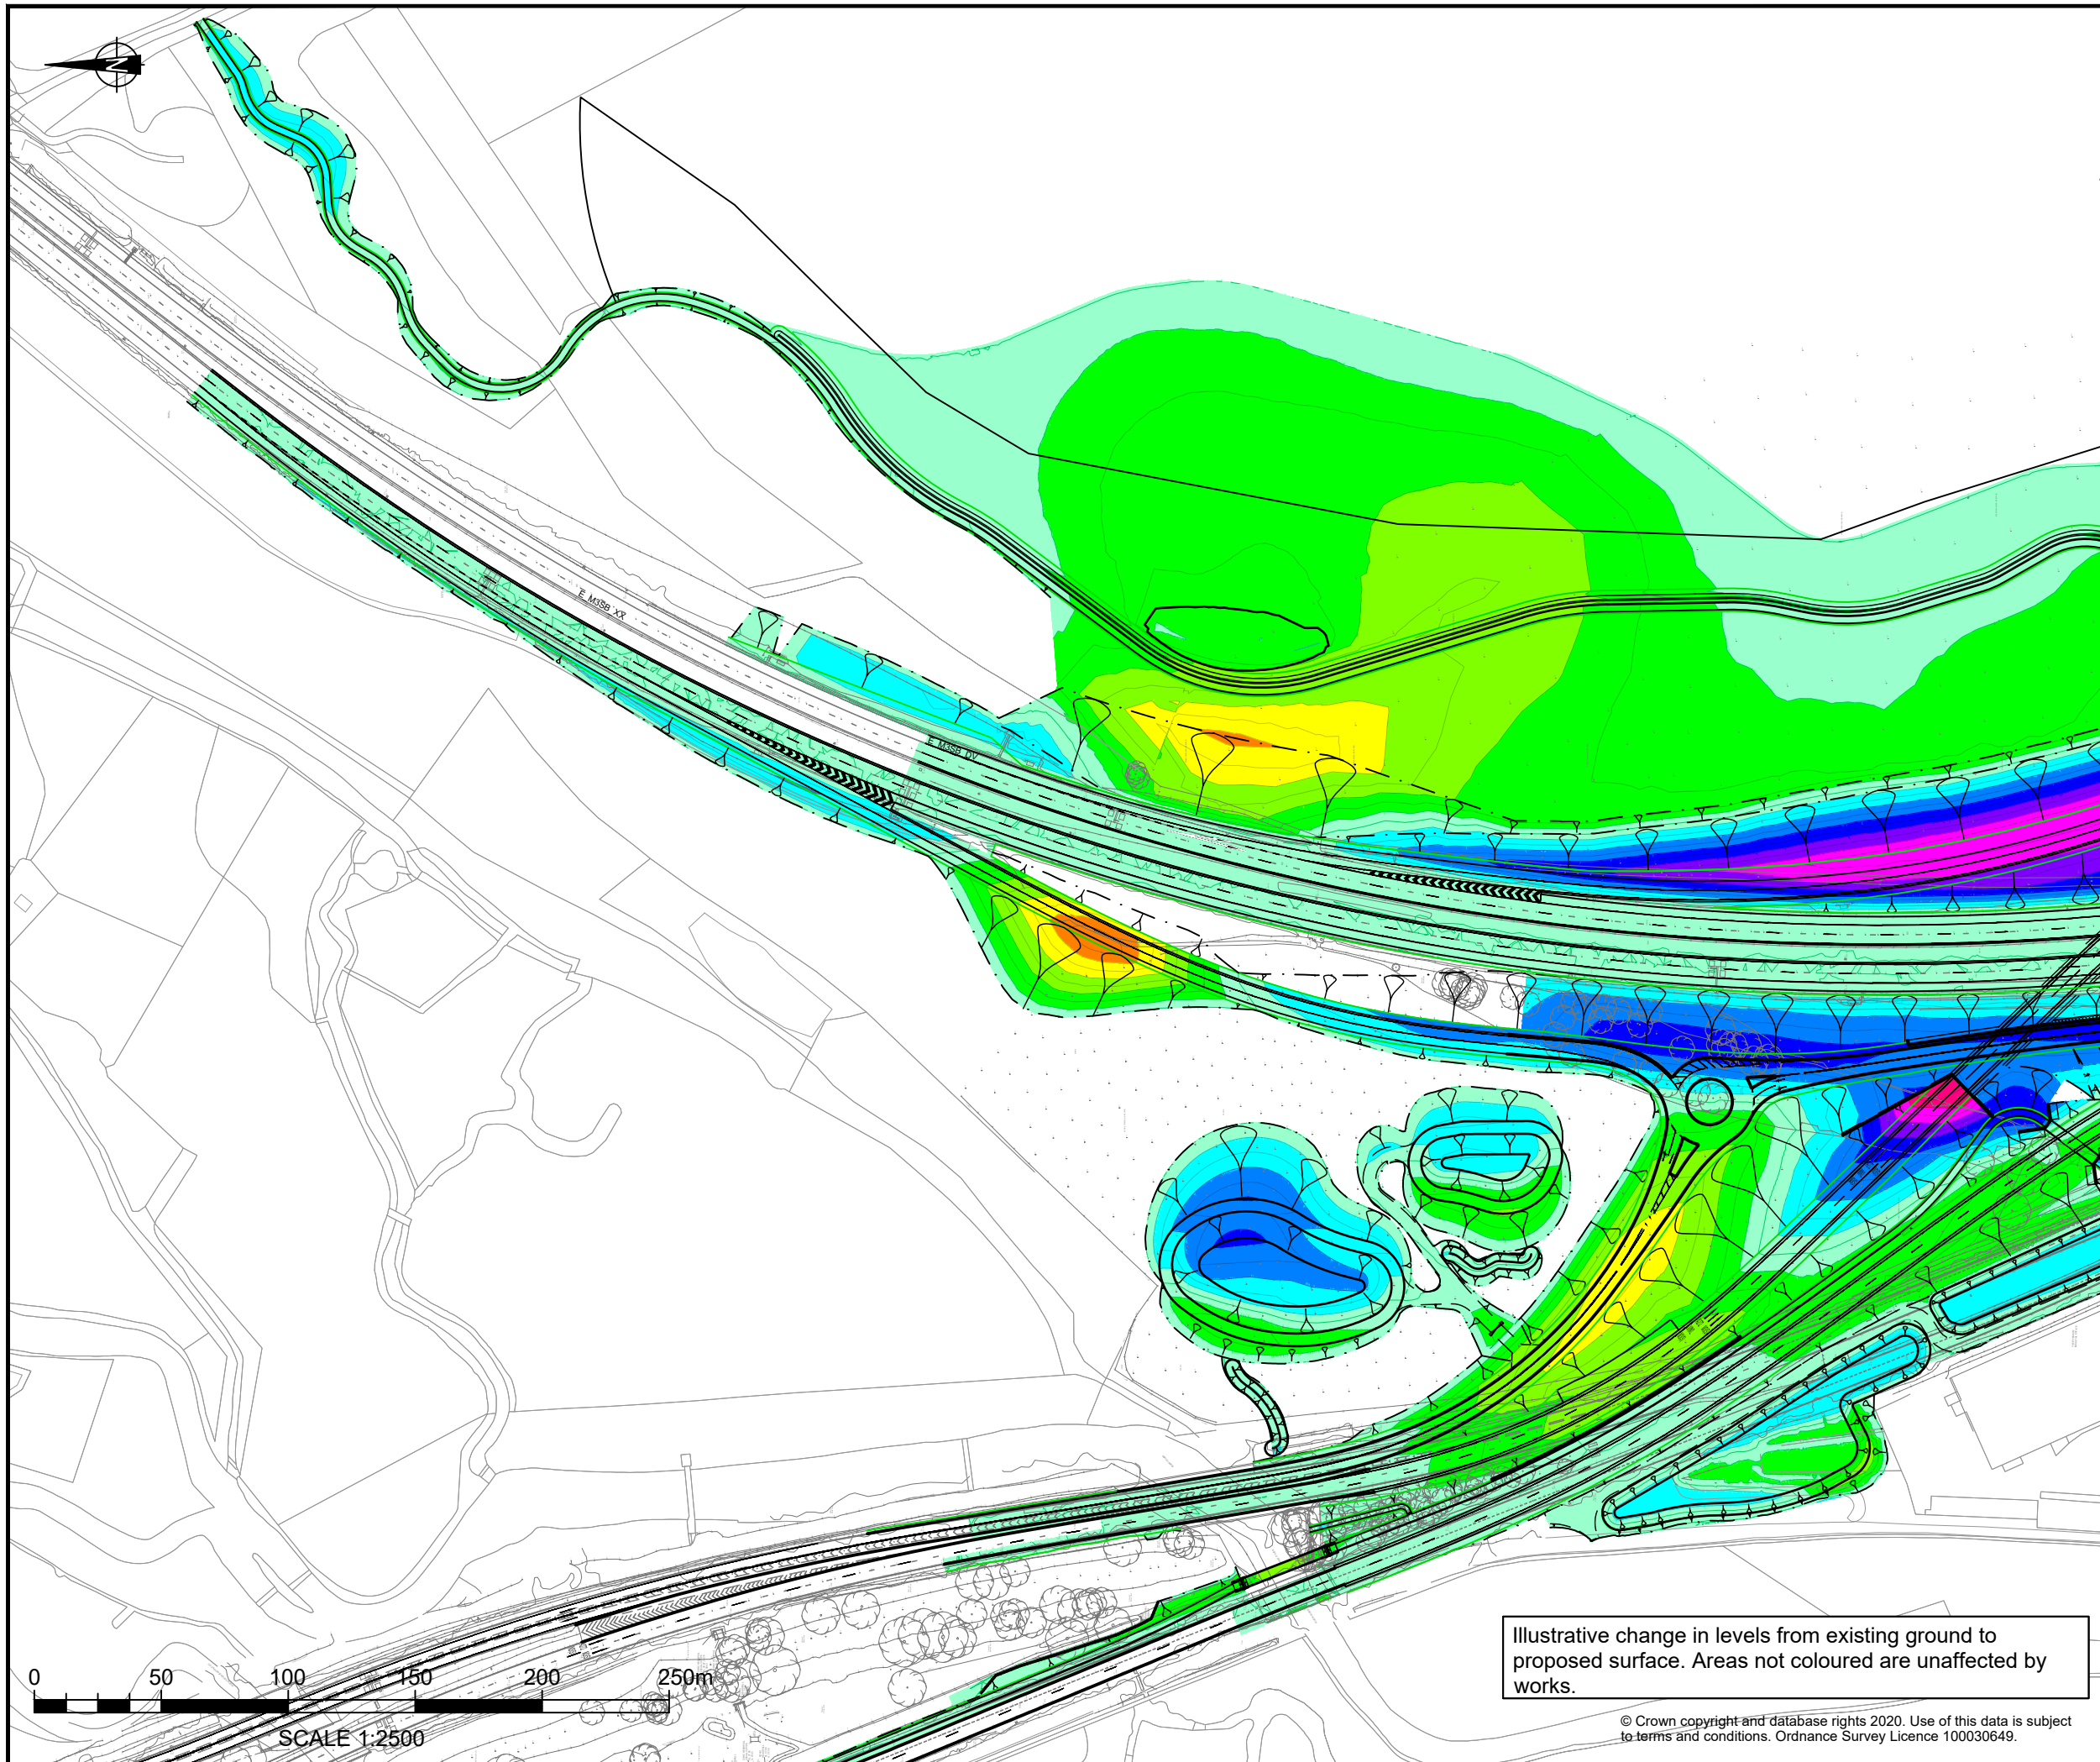 N
E_M3SB_XX
E_M3SB_DV
0 50 100 150 200 250m
SCALE 1:2500
Illustrative change in levels from existing ground to
proposed surface. Areas not coloured are unaffected by
works.
© Crown copyright and database rights 2020. Use of this data is subject
to terms and conditions. Ordnance Survey Licence 100030649.